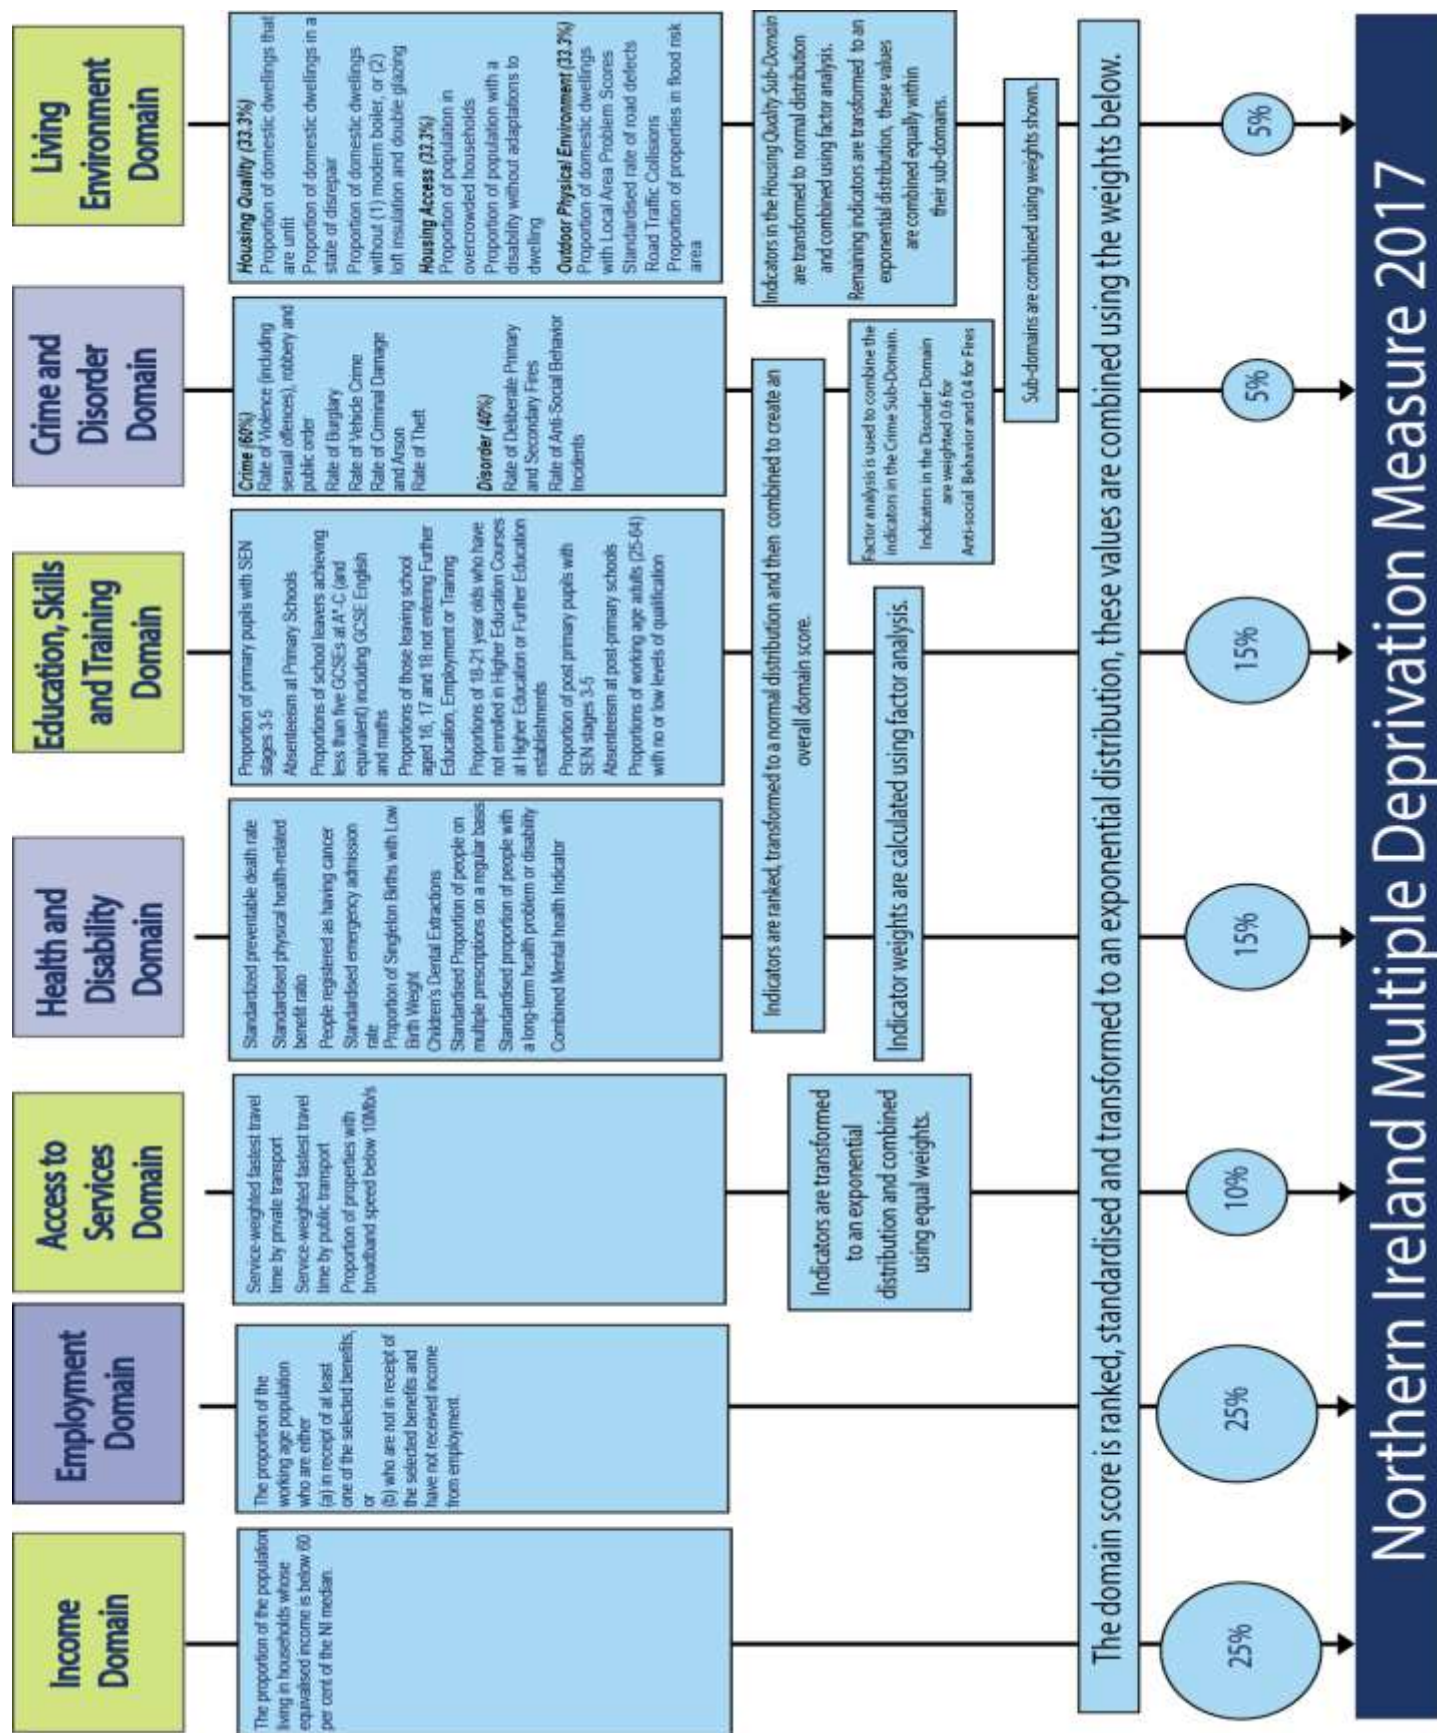 Income
Domain
Employment
Domain
Access to
Services
Domain
Health and
Disability
Domain
Education, Skills
and Training
Domain
Crime and
Disorder
Domain
Living
Environment
Domain
The proportion of the population
living in households whose
equivalised income is below 60
per cent of the NI median.
The proportion of the
working age population
who are either
(a) in receipt of at least
one of the selected benefits,
or
(b) who are not in receipt of
the selected benefits and
have not received income
from employment
Service-weighted fastest travel
time by private transport
Service-weighted fastest travel
time by public transport
Proportion of properties with
broadband speed below 10Mb/s
Standardized preventable death rate
Standardised physical health-related
benefit ratio
People registered as having cancer
Standardised emergency admission
rate
Proportion of Singleton Births with Low
Birth Weight
Children's Dental Extractions
Standardised Proportion of people on
multiple prescriptions on a regular basis
Standardised proportion of people with
a long-term health problem or disability
Combined Mental health Indicator
Proportion of primary pupils with SEN
stages 3-5
Absenteeism at Primary Schools
Proportions of school leavers achieving
less than five GCSEs at A*-C (and
equivalent) including GCSE English
and maths
Proportions of those leaving school
aged 16, 17 and 18 not entering Further
Education, Employment or Training
Proportions of 18-21 year olds who have
not enrolled in Higher Education Courses
at Higher Education or Further Education
establishments
Proportion of post primary pupils with
SEN stages 3-5
Absenteeism at post-primary schools
Proportions of working age adults (25-64)
with no or low levels of qualification
Crime (60%)
Rate of Violence (including
sexual offences), robbery and
public order
Rate of Burglary
Rate of Vehicle Crime
Rate of Criminal Damage
and Arson
Rate of Theft
Disorder (40%)
Rate of Deliberate Primary
and Secondary Fires
Rate of Anti-Social Behavior
Incidents
Housing Quality (33.3%)
Proportion of domestic dwellings that
are unfit
Proportion of domestic dwellings in a
state of disrepair
Proportion of domestic dwellings
without (1) modern boiler, or (2)
loft insulation and double glazing
Housing Access (33.3%)
Proportion of population in
overcrowded households
Proportion of population with a
disability without adaptations to
dwelling
Outdoor Physical Environment (33.3%)
Proportion of domestic dwellings
with Local Area Problem Scores
Standardised rate of road defects
Road Traffic Collisions
Proportion of properties in flood risk
area
Indicators are transformed
to an exponential
distribution and combined
using equal weights.
Indicators are ranked, transformed to a normal distribution and then combined to create an
overall domain score.
Indicator weights are calculated using factor analysis.
Factor analysis is used to combine the
indicators in the Crime Sub-Domain.
Indicators in the Disorder Domain
are weighted 0.6 for
Anti-social Behavior and 0.4 for Fires
Indicators in the Housing Quality Sub-Domain
are transformed to normal distribution
and combined using factor analysis.
Remaining indicators are transformed to an
exponential distribution, these values
are combined equally within
their sub-domains.
Sub-domains are combined using weights shown.
The domain score is ranked, standardised and transformed to an exponential distribution, these values are combined using the weights below.
25%
25%
10%
15%
15%
5%
5%
Northern Ireland Multiple Deprivation Measure 2017